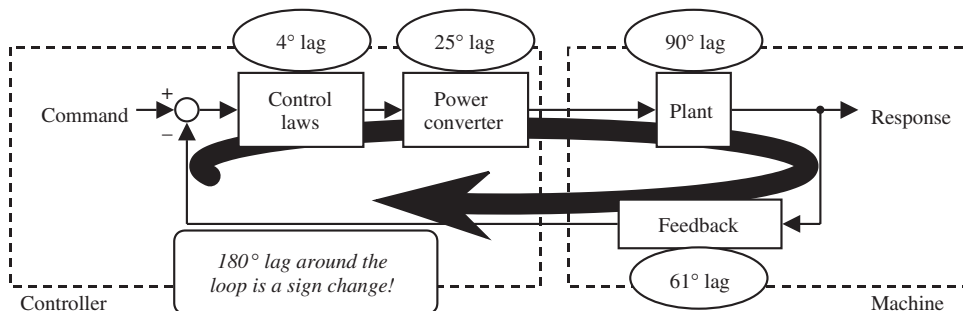 4° lag
25° lag
90° lag
Command
+
−
Control
laws
Power
converter
Plant
Response
Feedback
180° lag around the
loop is a sign change!
61° lag
Controller
Machine